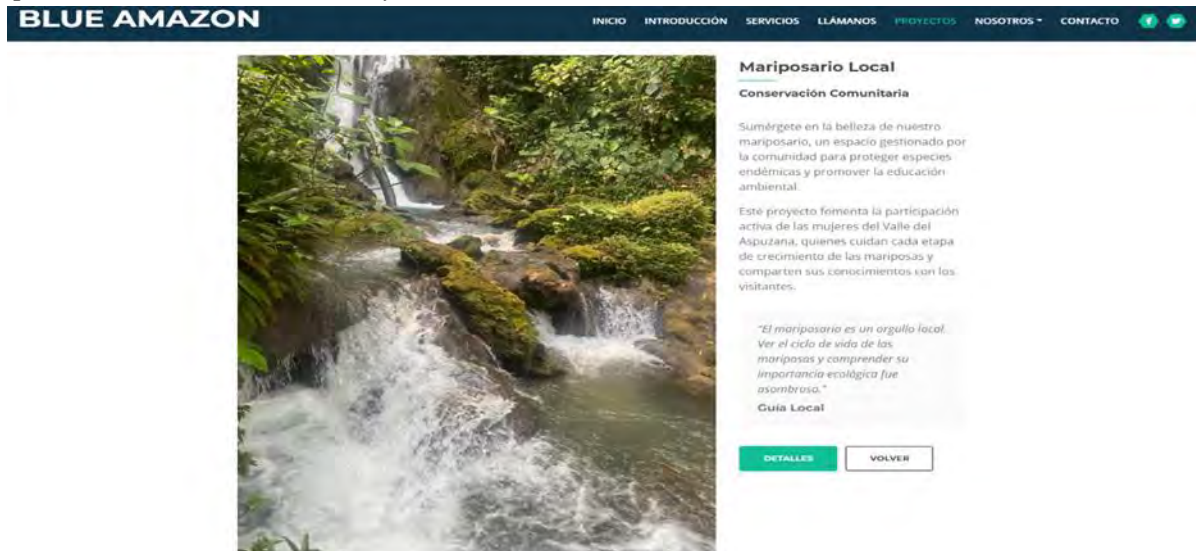 BLUE AMAZON
INICIO INTRODUCCIÓN SERVICIOS LLÁMANOS PROYECTOS NOSOTROS CONTACTO
Mariposario Local
Conservación Comunitaria
Sumérgete en la belleza de nuestro
mariposario, un espacio gestionado por
la comunidad para proteger especies
endémicas y promover la educación
ambiental.
Este proyecto fomenta la participación
activa de las mujeres del Valle del
Aspuzana, quienes cuidan cada etapa
de crecimiento de las mariposas y
comparten sus conocimientos con los
visitantes.
"El mariposario es un orgullo local.
Ver el ciclo de vida de las
mariposas y comprender su
importancia ecológica fue
asombroso."
Guía Local
DETALLES VOLVER